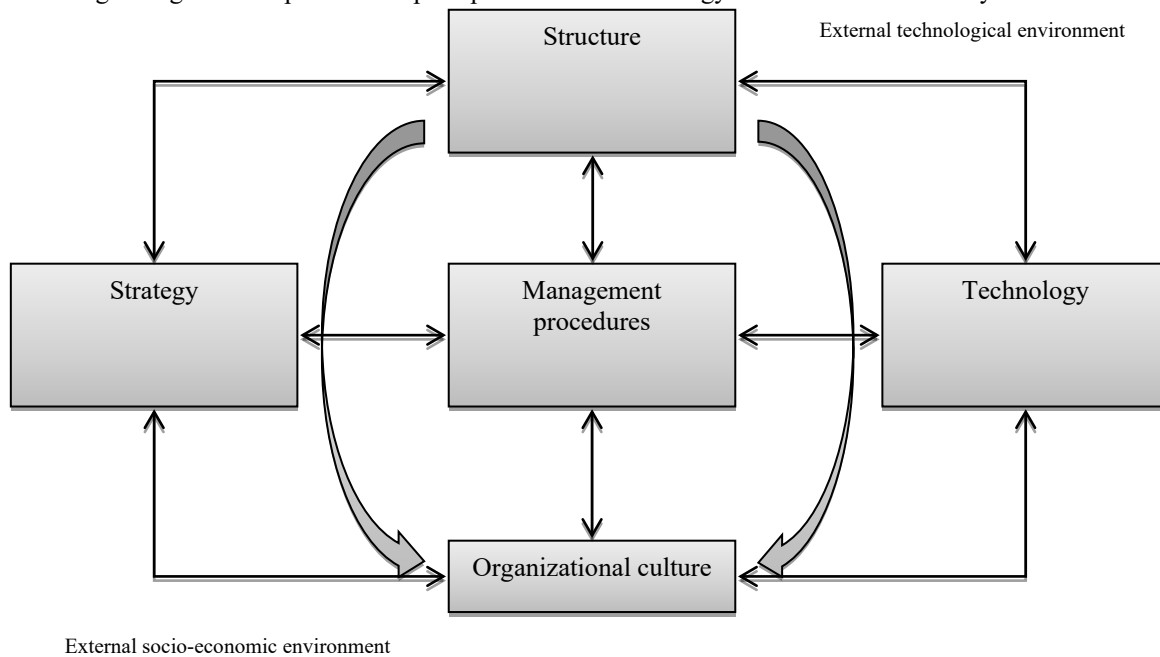 Structure
External technological environment
Strategy
Management
procedures
Technology
Organizational culture
External socio-economic environment